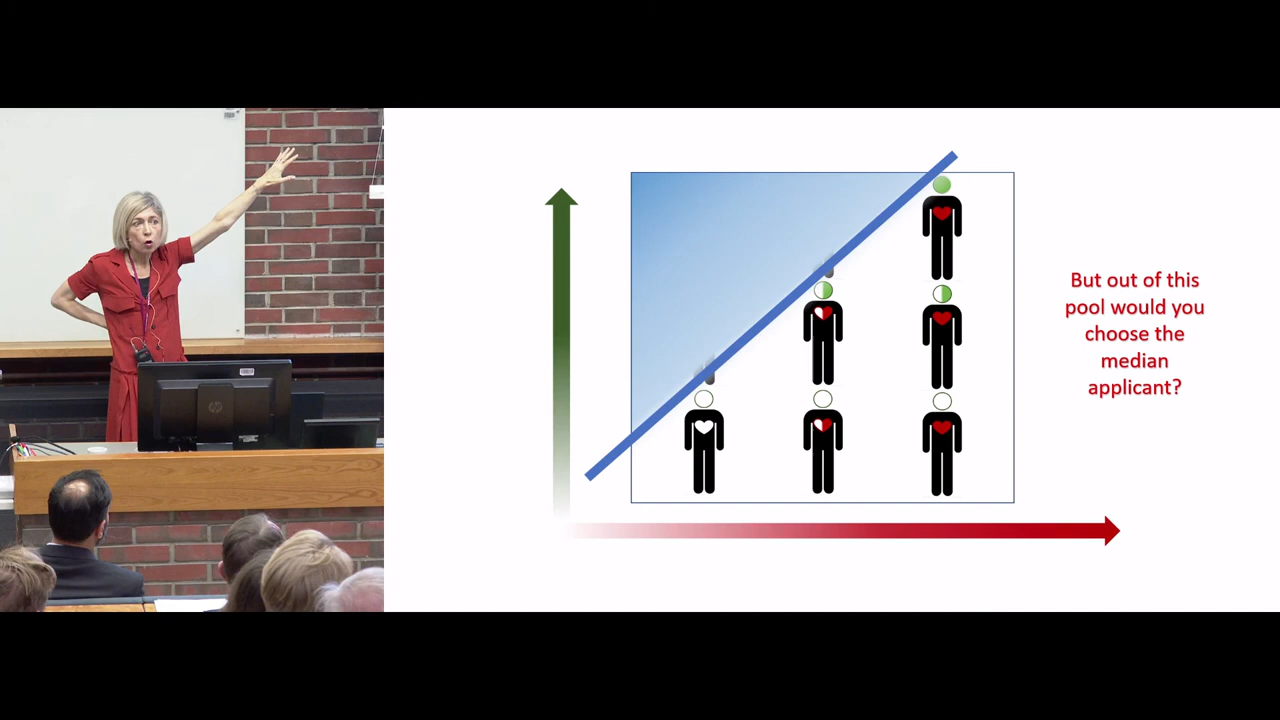 But out of this
pool would you
choose the
median
applicant?